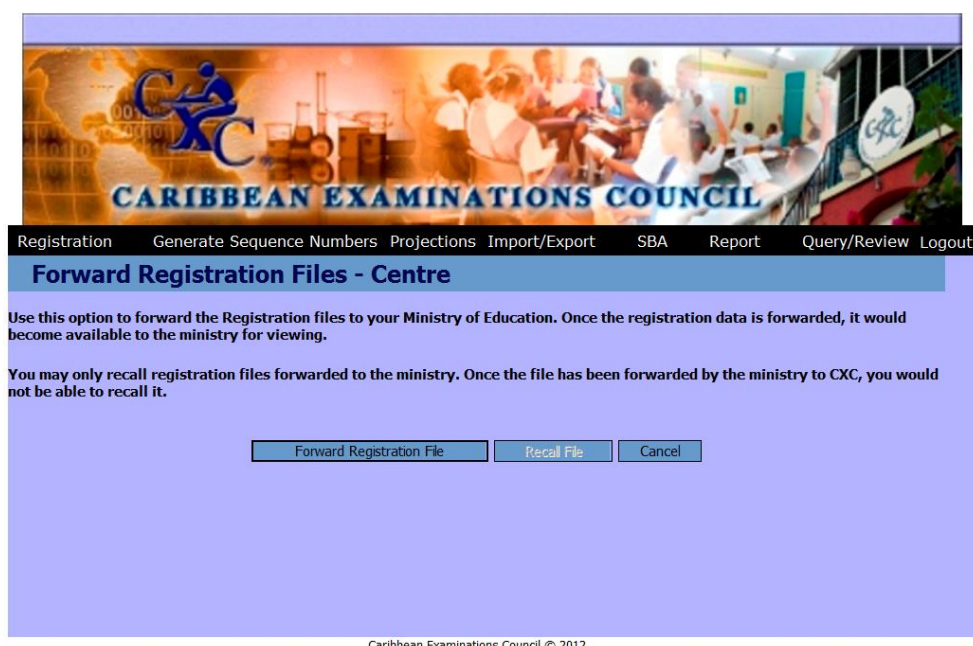 CXC
CXC
CARIBBEAN EXAMINATIONS COUNCIL
Registration Generate Sequence Numbers Projections Import/Export SBA Report Query/Review Logout
Forward Registration Files - Centre
Use this option to forward the Registration files to your Ministry of Education. Once the registration data is forwarded, it would
become available to the ministry for viewing.
You may only recall registration files forwarded to the ministry. Once the file has been forwarded by the ministry to CXC, you would
not be able to recall it.
Forward Registration File Recall File Cancel
Caribbean Examinations Council © 2012